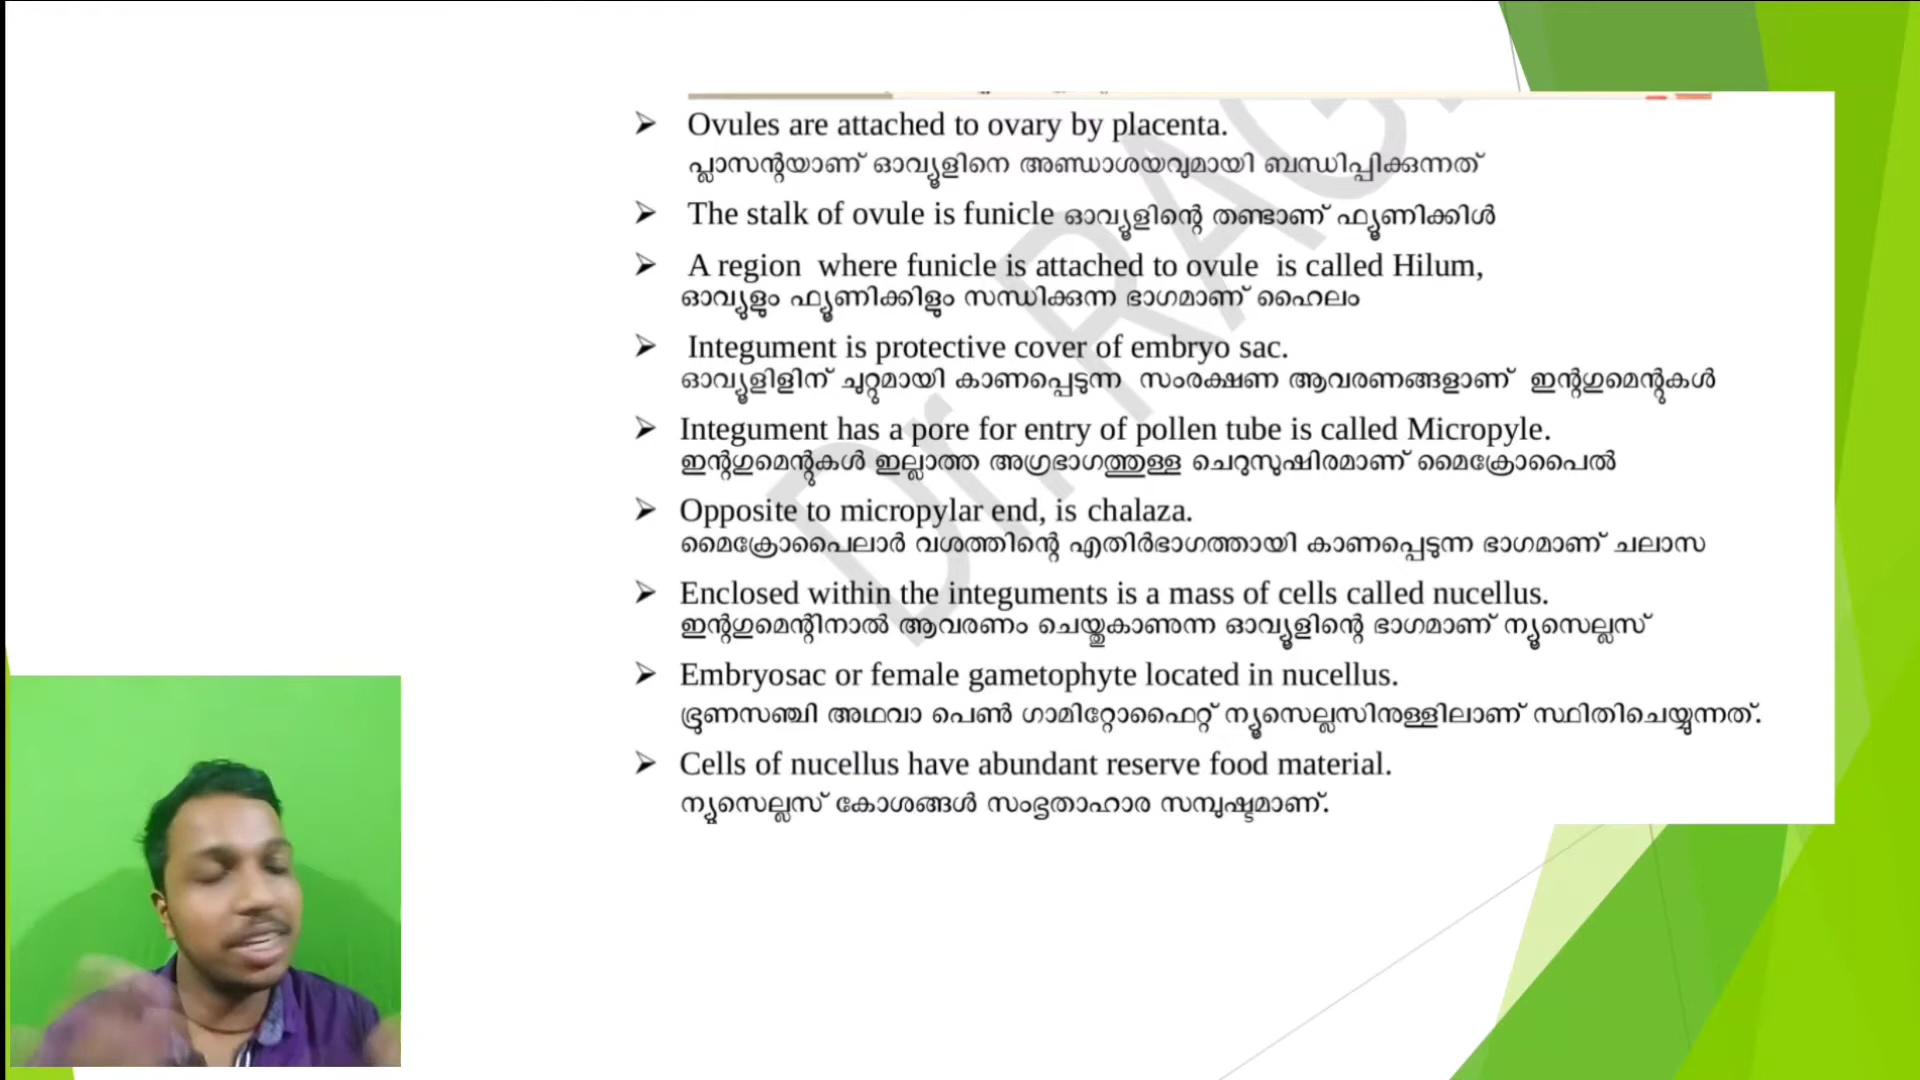 ➢ Ovules are attached to ovary by placenta.
പ്ലാസന്റയാണ് ഓവ്യൂളിനെ അണ്ഡാശയവുമായി ബന്ധിപ്പിക്കുന്നത്
➢ The stalk of ovule is funicle ഓവ്യൂളിന്റെ തണ്ടാണ് ഫ്യൂണിക്കിൾ
➢ A region where funicle is attached to ovule is called Hilum,
ഓവ്യുളും ഫ്യൂണിക്കിളും സന്ധിക്കുന്ന ഭാഗമാണ് ഹൈലം
➢ Integument is protective cover of embryo sac.
ഓവ്യൂളിളിന് ചുറ്റുമായി കാണപ്പെടുന്ന സംരക്ഷണ ആവരണങ്ങളാണ് ഇന്റഗുമെന്റുകൾ
➢ Integument has a pore for entry of pollen tube is called Micropyle.
ഇന്റഗുമെന്റുകൾ ഇല്ലാത്ത അഗ്രഭാഗത്തുള്ള ചെറുസുഷിരമാണ് മൈക്രോപൈൽ
➢ Opposite to micropylar end, is chalaza.
മൈക്രോപൈലാർ വശത്തിന്റെ എതിർഭാഗത്തായി കാണപ്പെടുന്ന ഭാഗമാണ് ചലാസ
➢ Enclosed within the integuments is a mass of cells called nucellus.
ഇന്റഗുമെന്റിനാൽ ആവരണം ചെയ്തുകാണുന്ന ഓവ്യൂളിന്റെ ഭാഗമാണ് ന്യൂസെല്ലസ്
➢ Embryosac or female gametophyte located in nucellus.
ഭ്രൂണസഞ്ചി അഥവാ പെൺ ഗാമിറ്റോഫൈറ്റ് ന്യൂസെല്ലസിനുള്ളിലാണ് സ്ഥിതിചെയ്യുന്നത്.
➢ Cells of nucellus have abundant reserve food material.
ന്യുസെല്ലസ് കോശങ്ങൾ സംഭൃതാഹാര സമ്പുഷ്ടമാണ്.
Dr. RAG